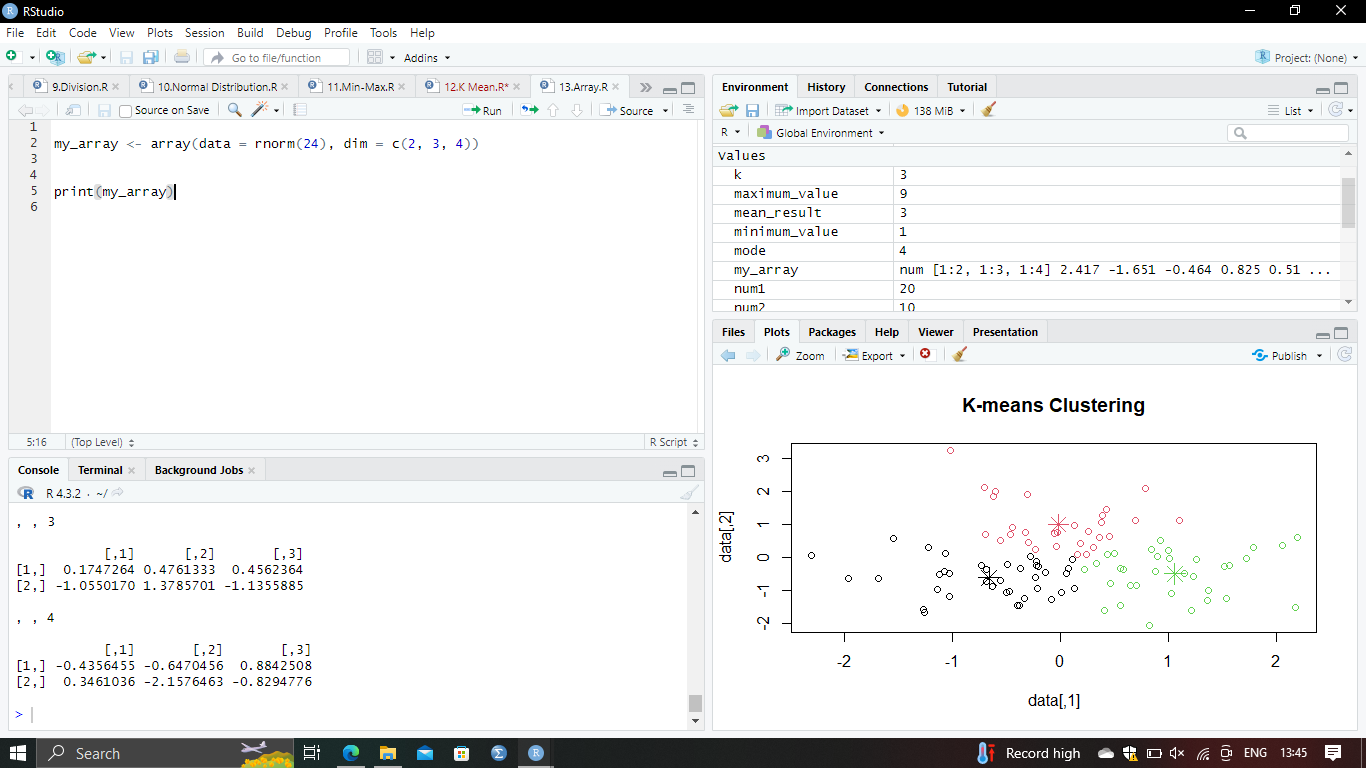 RStudio
File Edit Code View Plots Session Build Debug Profile Tools Help
Go to file/function
Addins
Project: (None)
9.Division.R
10.Normal Distribution.R
11.Min-Max.R
12.K Mean.R*
13.Array.R
Source on Save
Run
Source
1
2 my_array <- array(data = rnorm(24), dim = c(2, 3, 4))
3
4
5 print(my_array)
6
5:16 (Top Level) R Script
Console Terminal Background Jobs
R 4.3.2 · ~/
, , 3
[,1] [,2] [,3]
[1,] 0.1747264 0.4761333 0.4562364
[2,] -1.0550170 1.3785701 -1.1355885
, , 4
[,1] [,2] [,3]
[1,] -0.4356455 -0.6470456 0.8842508
[2,] 0.3461036 -2.1576463 -0.8294776
>
Environment History Connections Tutorial
Import Dataset 138 MiB List
R Global Environment
Values
k 3
maximum_value 9
mean_result 3
minimum_value 1
mode 4
my_array num [1:2, 1:3, 1:4] 2.417 -1.651 -0.464 0.825 0.51 ...
num1 20
num2 10
Files Plots Packages Help Viewer Presentation
Zoom Export Publish
K-means Clustering
data[,2]
3
2
1
0
-1
-2
-2 -1 0 1 2
data[,1]
Search
Record high
ENG 13:45